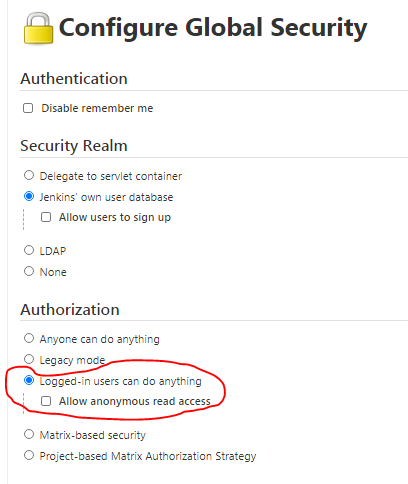 Configure Global Security
Authentication
Disable remember me
Security Realm
Delegate to servlet container
Jenkins' own user database
Allow users to sign up
LDAP
None
Authorization
Anyone can do anything
Legacy mode
Logged-in users can do anything
Allow anonymous read access
Matrix-based security
Project-based Matrix Authorization Strategy